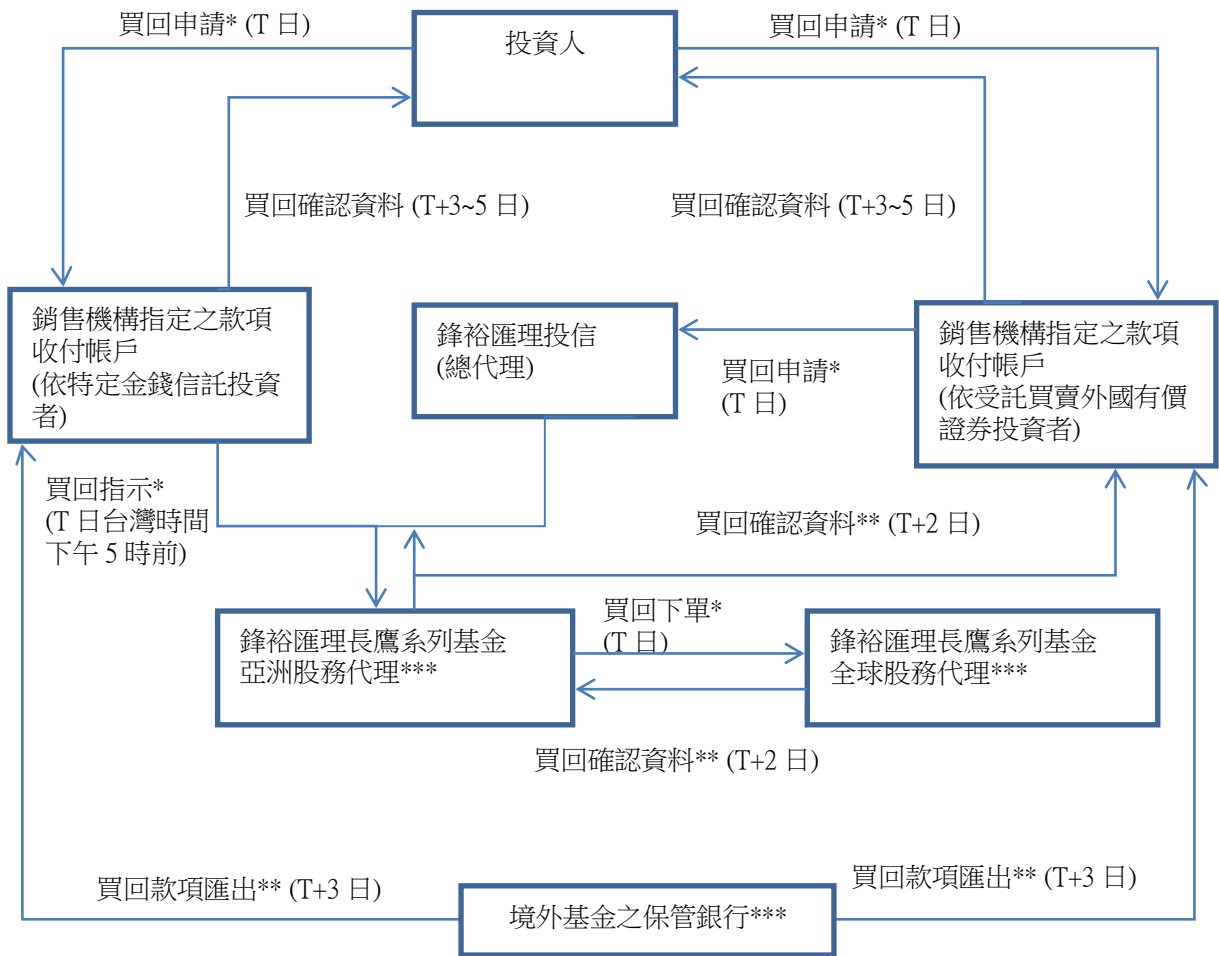 買回申請* (T 日)
投資人
買回申請* (T 日)
買回確認資料 (T+3~5 日)
買回確認資料 (T+3~5 日)
銷售機構指定之款項
收付帳戶
(依特定金錢信託投資
者)
鋒裕匯理投信
(總代理)
買回申請*
(T 日)
銷售機構指定之款項
收付帳戶
(依受託買賣外國有價
證券投資者)
買回指示*
(T 日台灣時間
下午 5 時前)
買回確認資料** (T+2 日)
鋒裕匯理長鷹系列基金
亞洲股務代理***
買回下單*
(T 日)
鋒裕匯理長鷹系列基金
全球股務代理***
買回確認資料** (T+2 日)
買回款項匯出** (T+3 日)
境外基金之保管銀行***
買回款項匯出** (T+3 日)